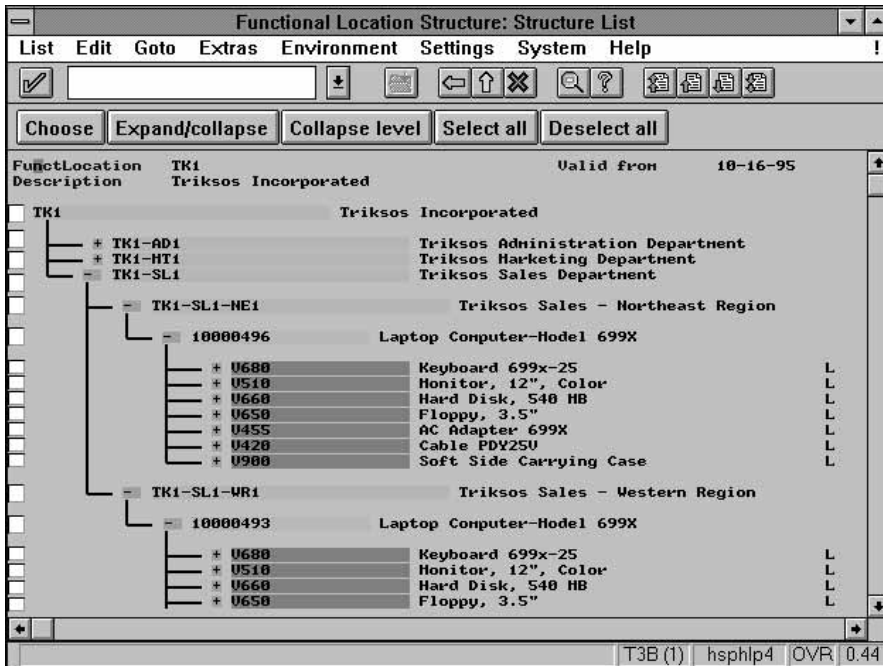 Functional Location Structure: Structure List
List Edit Goto Extras Environment Settings System Help !
Choose Expand/collapse Collapse level Select all Deselect all
FunctLocation TK1 Valid from 10-16-95
Description Triksos Incorporated
TK1 Triksos Incorporated
+ TK1-AD1 Triksos Administration Department
+ TK1-MT1 Triksos Marketing Department
- TK1-SL1 Triksos Sales Department
- TK1-SL1-NE1 Triksos Sales - Northeast Region
- 10000496 Laptop Computer-Model 699X
+ V680 Keyboard 699x-25 L
+ V510 Monitor, 12", Color L
+ V660 Hard Disk, 540 MB L
+ V650 Floppy, 3.5" L
+ V455 AC Adapter 699X L
+ V420 Cable PDY25V L
+ V900 Soft Side Carrying Case L
- TK1-SL1-WR1 Triksos Sales - Western Region
- 10000493 Laptop Computer-Model 699X
+ V680 Keyboard 699x-25 L
+ V510 Monitor, 12", Color L
+ V660 Hard Disk, 540 MB L
+ V650 Floppy, 3.5" L
T3B (1) hsphlp4 OVR 0.44